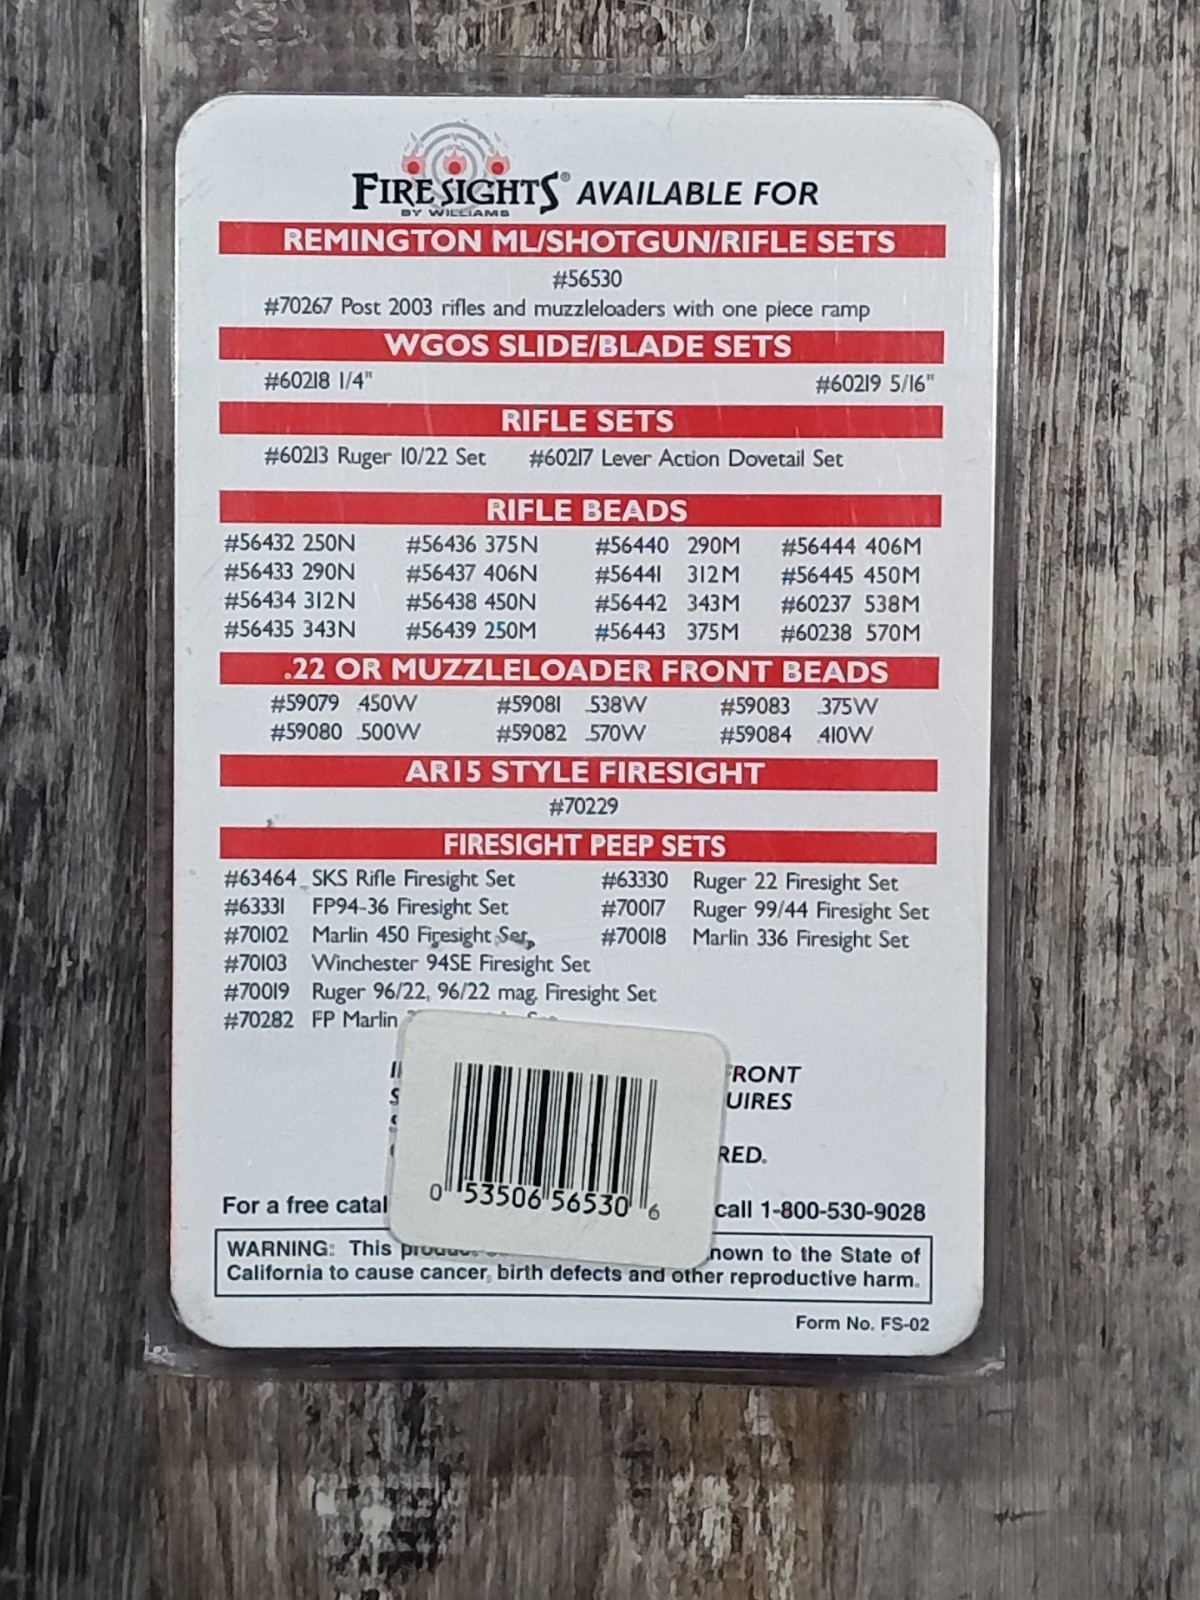 FIRESIGHTS® AVAILABLE FOR
BY WILLIAMS
REMINGTON ML/SHOTGUN/RIFLE SETS
#56530
#70267 Post 2003 rifles and muzzleloaders with one piece ramp
WGOS SLIDE/BLADE SETS
#60218 1/4" #60219 5/16"
RIFLE SETS
#60213 Ruger 10/22 Set #60217 Lever Action Dovetail Set
RIFLE BEADS
#56432 250N #56436 375N #56440 290M #56444 406M
#56433 290N #56437 406N #56441 312M #56445 450M
#56434 312N #56438 450N #56442 343M #60237 538M
#56435 343N #56439 250M #56443 375M #60238 570M
.22 OR MUZZLELOADER FRONT BEADS
#59079 .450W #59081 .538W #59083 .375W
#59080 .500W #59082 .570W #59084 .410W
AR15 STYLE FIRESIGHT
#70229
FIRESIGHT PEEP SETS
#63464 SKS Rifle Firesight Set #63330 Ruger 22 Firesight Set
#63331 FP94-36 Firesight Set #70017 Ruger 99/44 Firesight Set
#70102 Marlin 450 Firesight Set #70018 Marlin 336 Firesight Set
#70103 Winchester 94SE Firesight Set
#70019 Ruger 96/22, 96/22 mag. Firesight Set
#70282 FP Marlin
FRONT
UIRES
RED.
0 53506 56530 6
For a free catal call 1-800-530-9028
WARNING: This nown to the State of
California to cause cancer, birth defects and other reproductive harm.
Form No. FS-02